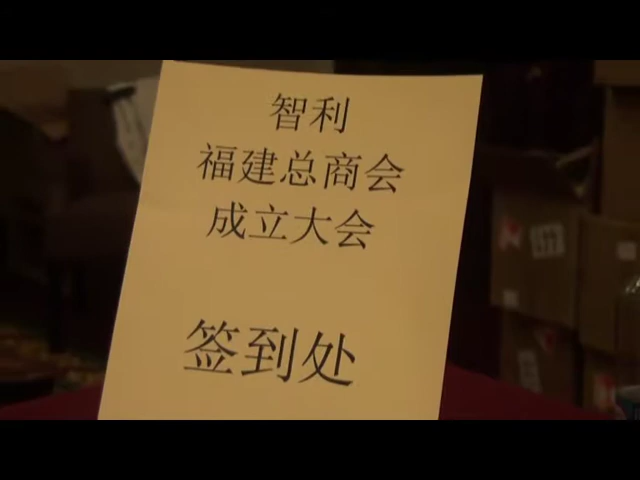 智利
福建总商会
成立大会
签到处